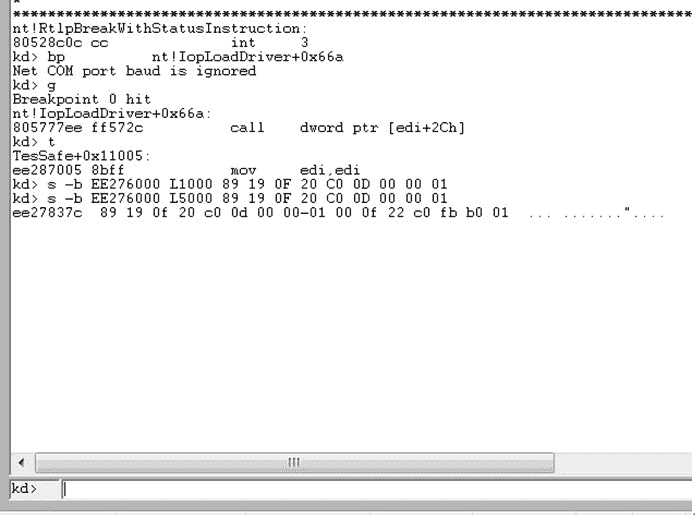 *
*******************************************************************************
nt!RtlpBreakWithStatusInstruction:
80528c0c cc              int     3
kd> bp       nt!IopLoadDriver+0x66a
Net COM port baud is ignored
kd> g
Breakpoint 0 hit
nt!IopLoadDriver+0x66a:
805777ee ff572c          call    dword ptr [edi+2Ch]
kd> t
TesSafe+0x11005:
ee287005 8bff            mov     edi,edi
kd> s -b EE276000 L1000 89 19 0F 20 C0 0D 00 00 01
kd> s -b EE276000 L5000 89 19 0F 20 C0 0D 00 00 01
ee27837c  89 19 0f 20 c0 0d 00 00-01 00 0f 22 c0 fb b0 01  ... .......".... 
kd>